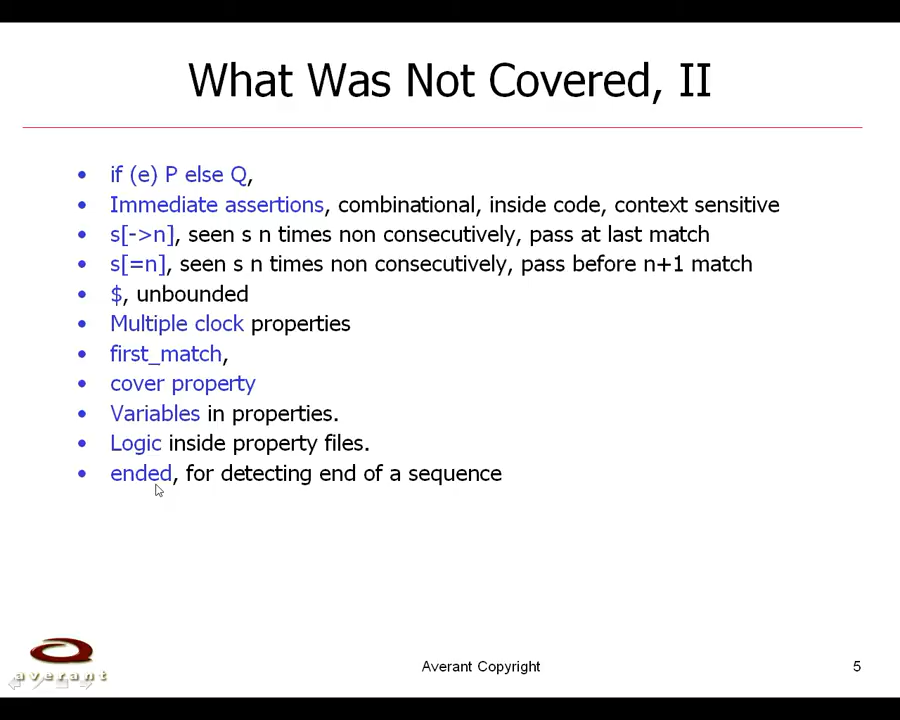 What Was Not Covered, II
• if (e) P else Q,
• Immediate assertions, combinational, inside code, context sensitive
• s[->n], seen s n times non consecutively, pass at last match
• s[=n], seen s n times non consecutively, pass before n+1 match
• $, unbounded
• Multiple clock properties
• first_match,
• cover property
• Variables in properties.
• Logic inside property files.
• ended, for detecting end of a sequence
averant
Averant Copyright
5